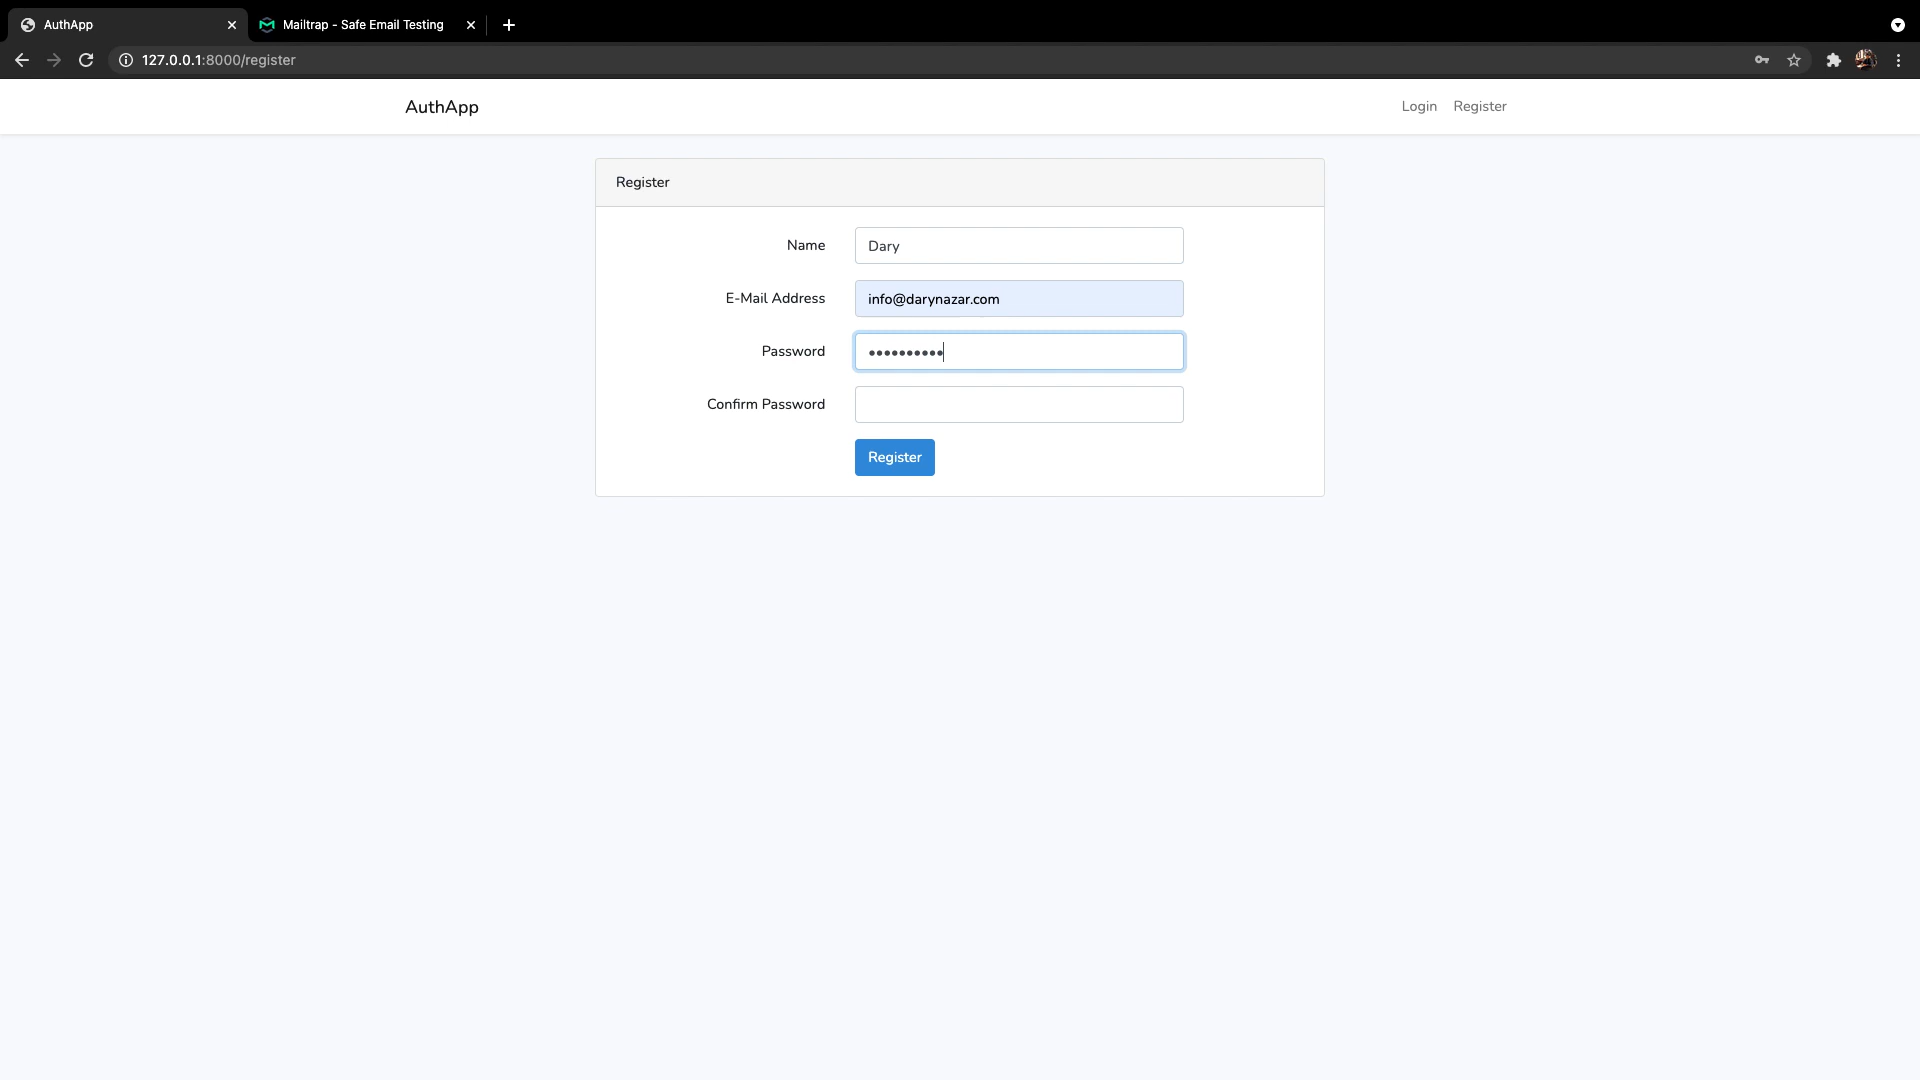 AuthApp
Mailtrap - Safe Email Testing
127.0.0.1:8000/register
AuthApp
Login
Register
Register
Name
Dary
E-Mail Address
info@darynazar.com
Password
••••••••••
Confirm Password
Register